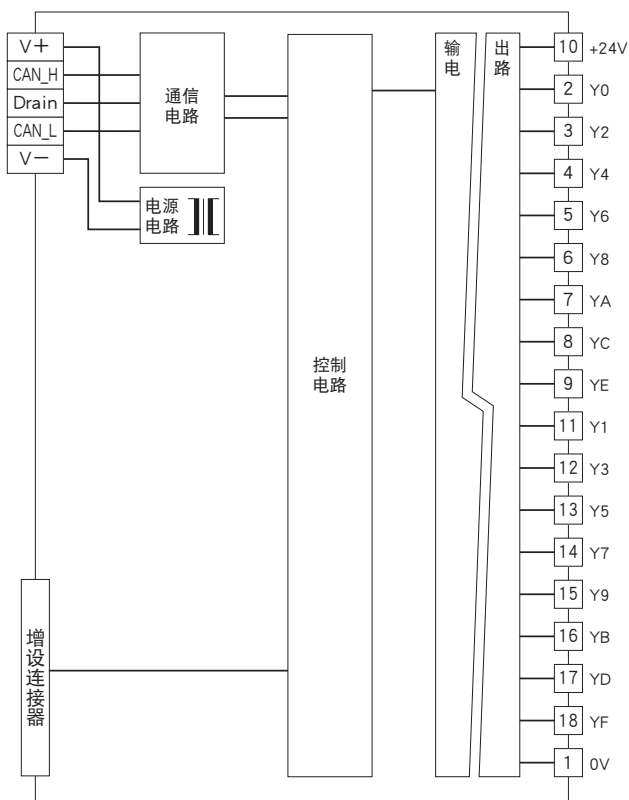 V+
CAN_H
Drain
CAN_L
V−
通信
电路
电源
电路
控制
电路
增设连接器
输 出
电 路
10 +24V
2 Y0
3 Y2
4 Y4
5 Y6
6 Y8
7 YA
8 YC
9 YE
11 Y1
12 Y3
13 Y5
14 Y7
15 Y9
16 YB
17 YD
18 YF
1 0V